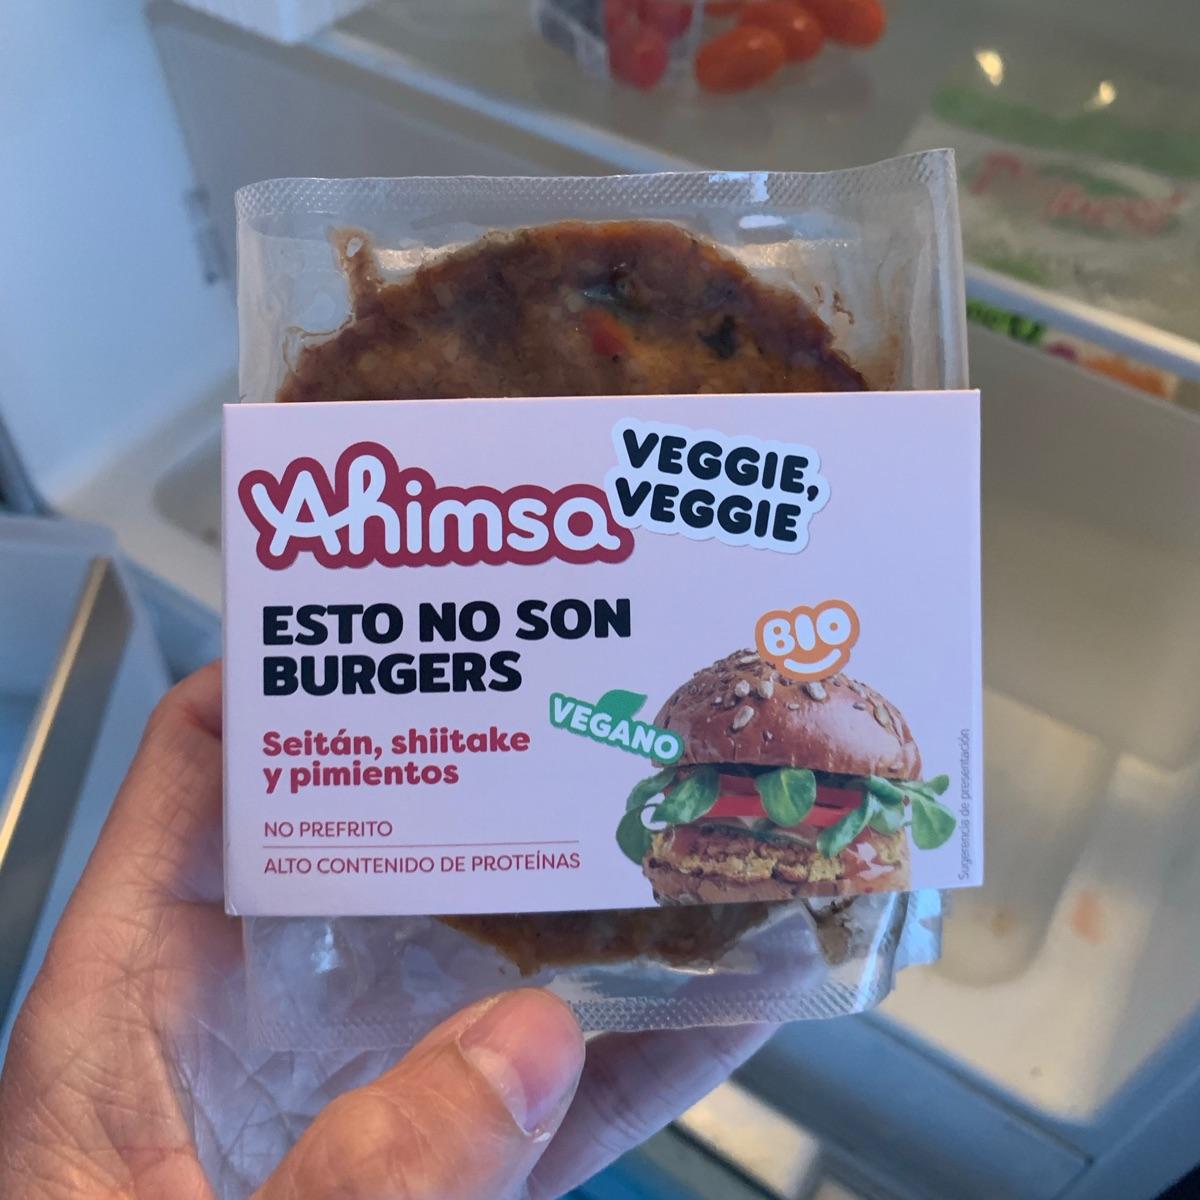 Ahimsa
VEGGIE,
VEGGIE
ESTO NO SON
BURGERS
BIO
VEGANO
Seitán, shiitake
y pimientos
NO PREFRITO
ALTO CONTENIDO DE PROTEÍNAS
Sugerencia de presentación